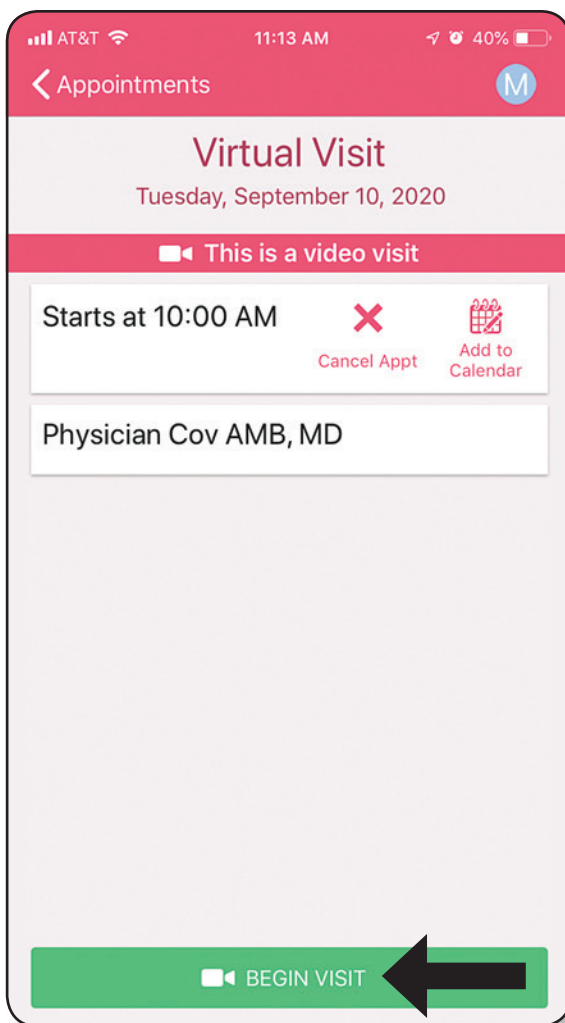 AT&T 11:13 AM 40%
Appointments M
Virtual Visit
Tuesday, September 10, 2020
This is a video visit
Starts at 10:00 AM
Cancel Appt
Add to
Calendar
Physician Cov AMB, MD
BEGIN VISIT